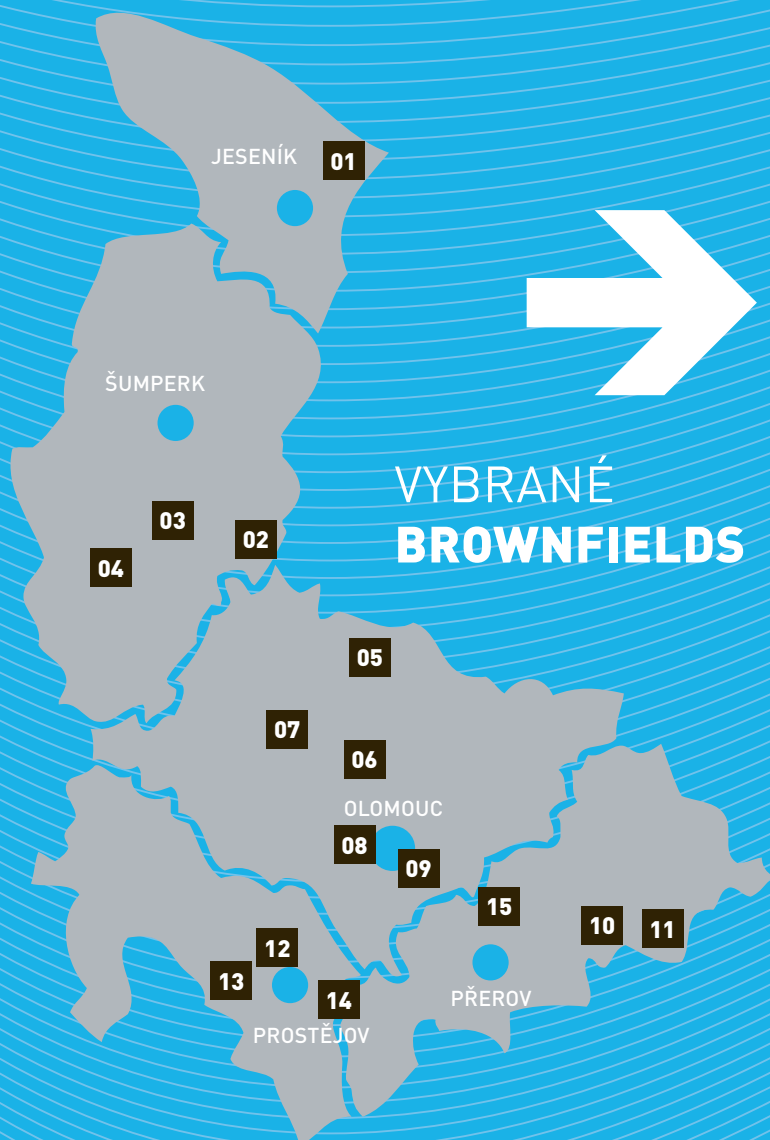 JESENÍK
01
ŠUMPERK
VYBRANÉ
BROWNFIELDS
03
02
04
05
07
06
OLOMOUC
08
09
15
10
11
12
13
14
PŘEROV
PROSTĚJOV